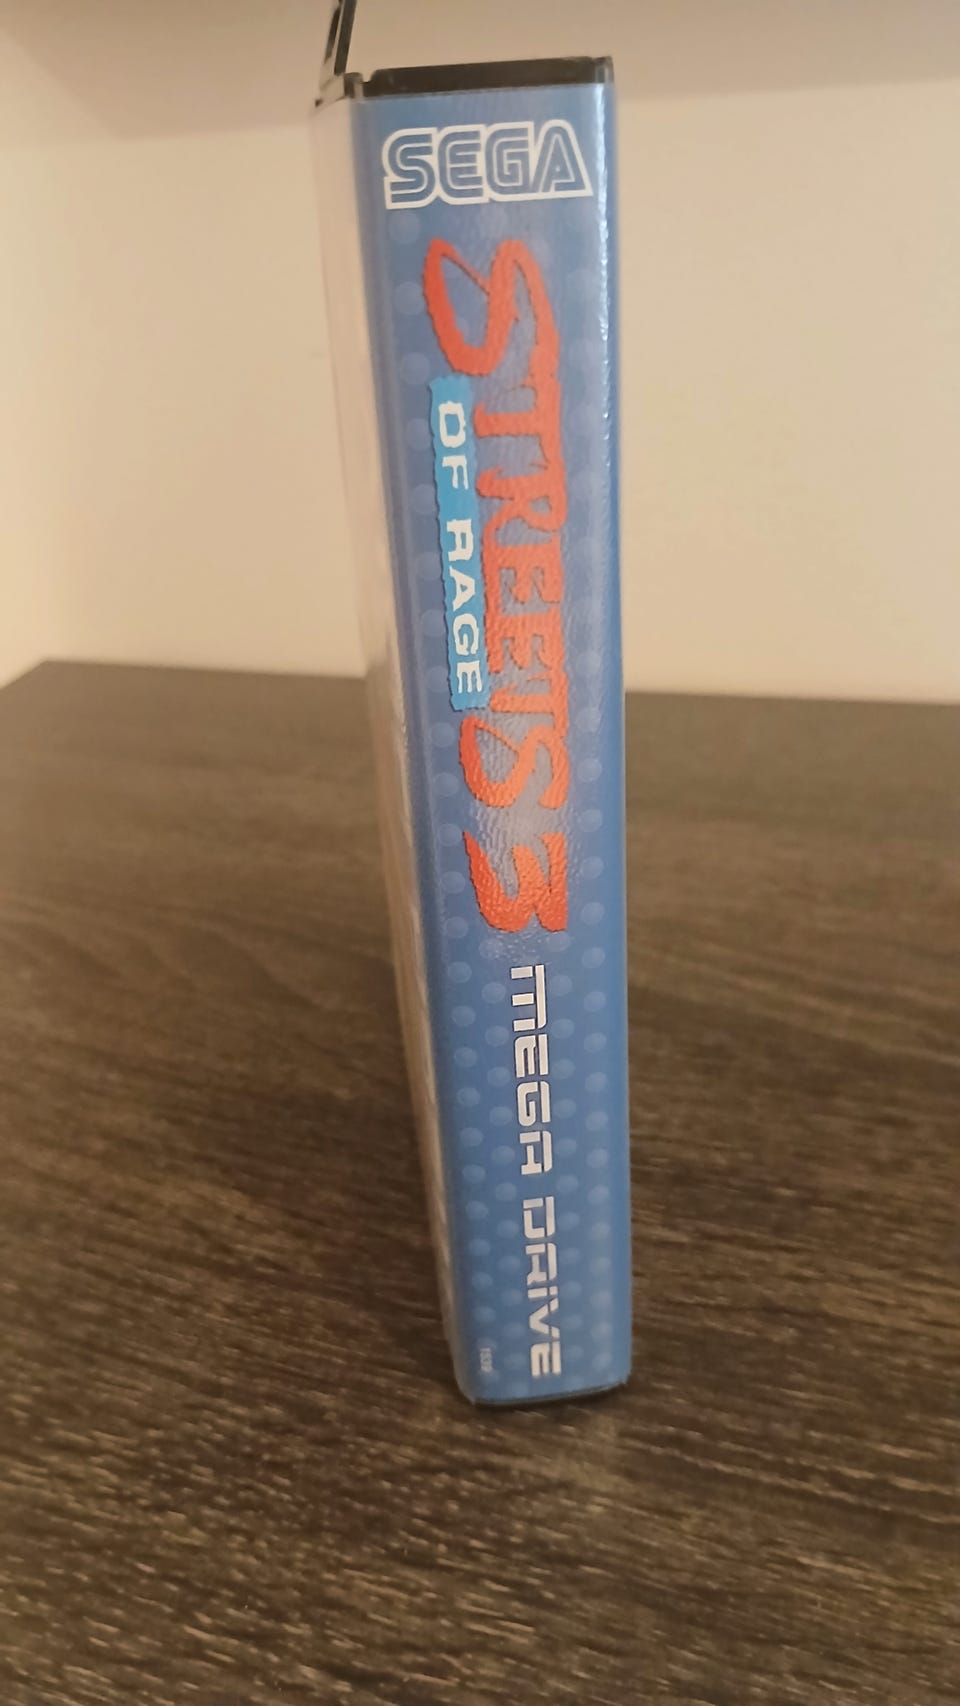 SEGA
STREETS 3
OF RAGE
MEGA DRIVE